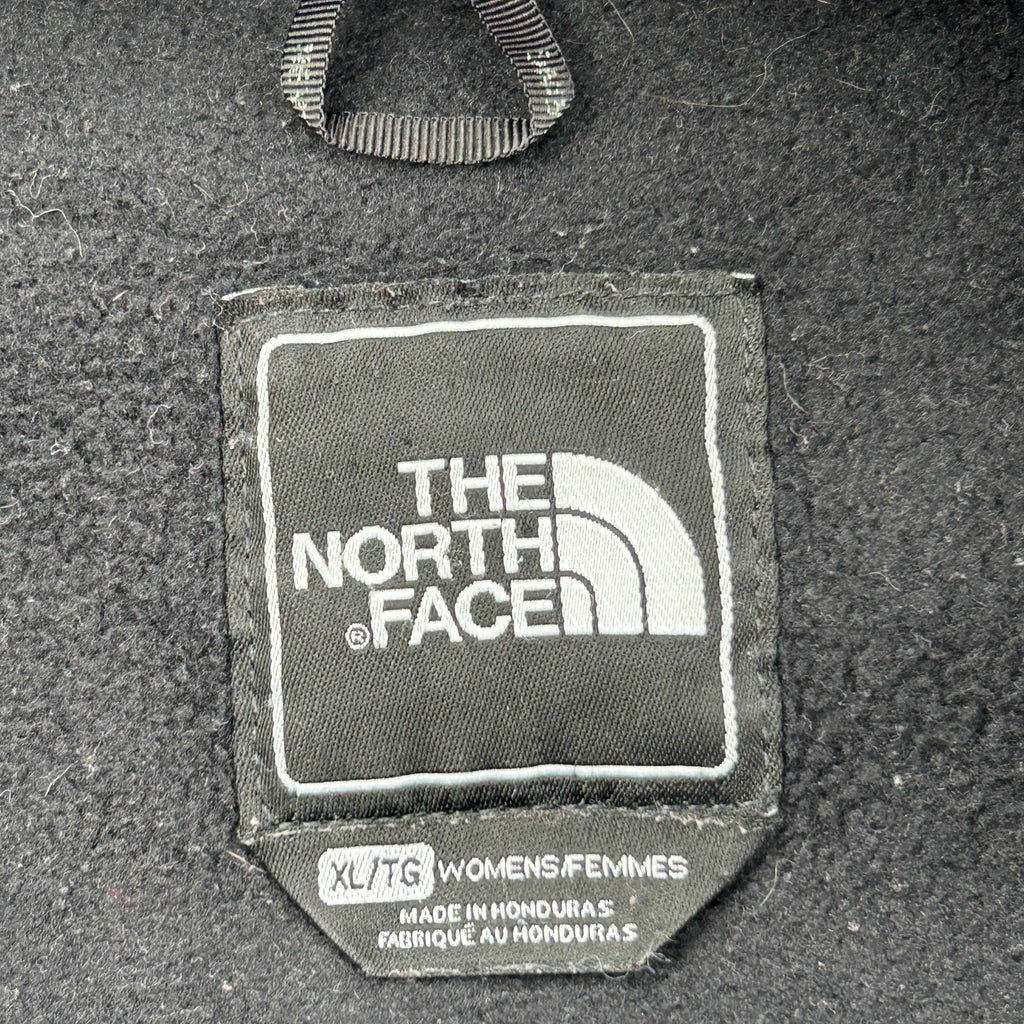 THE
NORTH
®FACE
XL/TG WOMENS/FEMMES
MADE IN HONDURAS
FABRIQUÉ AU HONDURAS